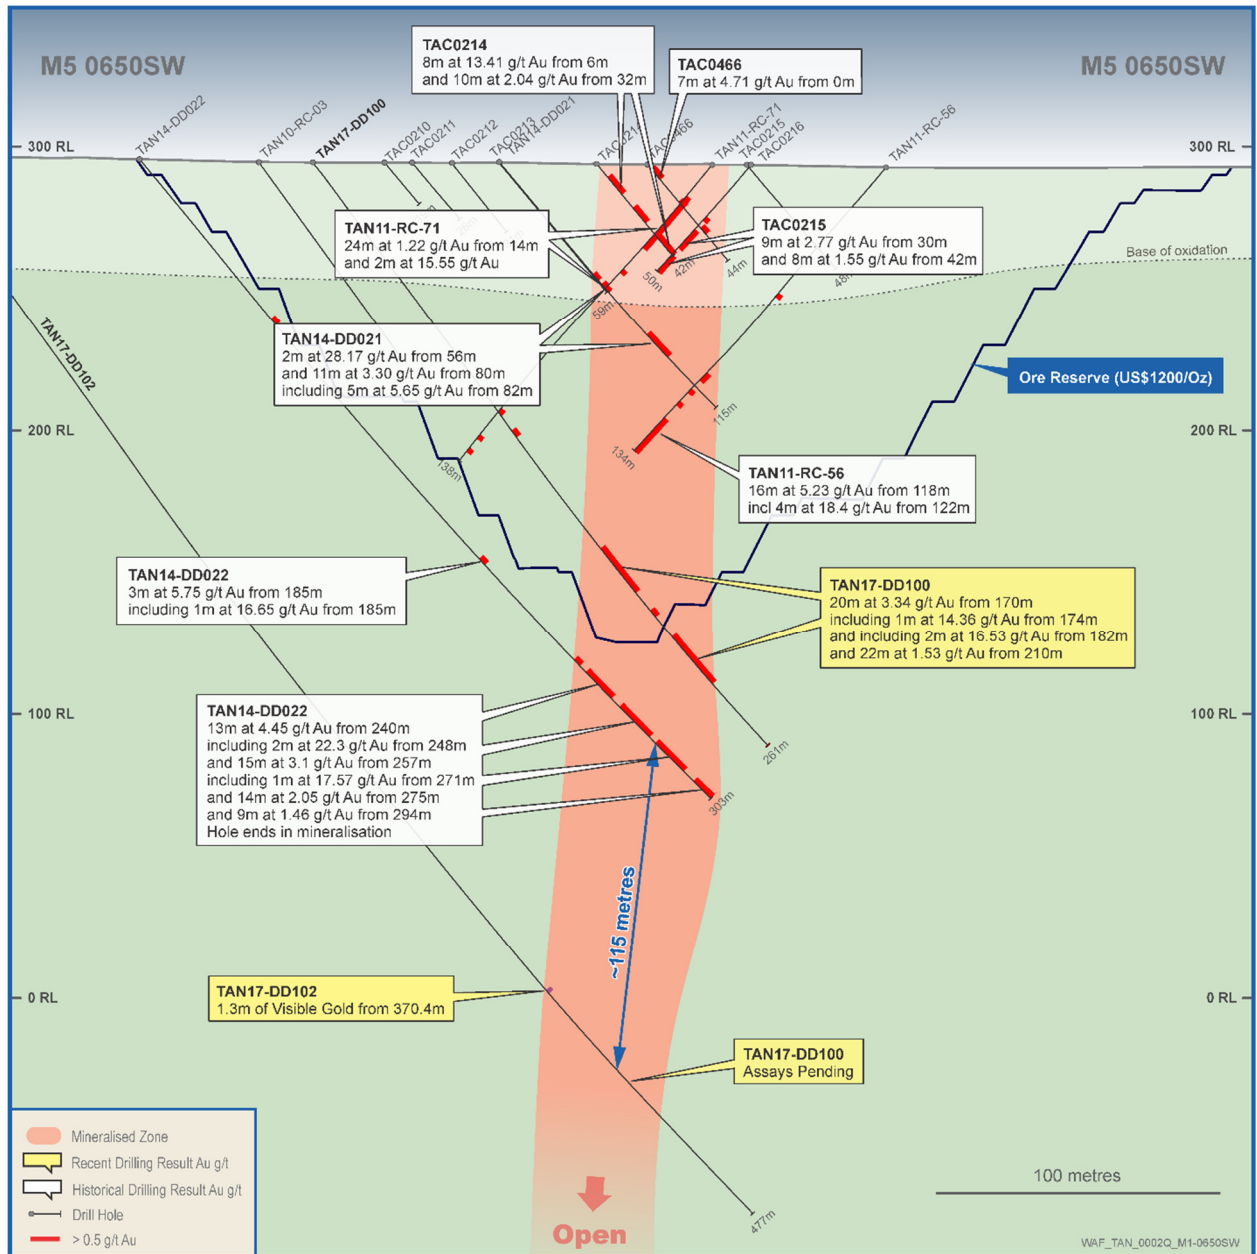 M5 0650SW
M5 0650SW
TAC0214
8m at 13.41 g/t Au from 6m
and 10m at 2.04 g/t Au from 32m
TAC0466
7m at 4.71 g/t Au from 0m
TAN14-DD022
TAN10-RC-03
TAN17-DD100
TAC0210
TAC0211
TAC0212
TAC0213
TAN14-DD021
TAC0214
TAC0466
TAN11-RC-71
TAC0215
TAC0216
TAN11-RC-56
300 RL
300 RL
TAN11-RC-71
24m at 1.22 g/t Au from 14m
and 2m at 15.55 g/t Au
TAC0215
9m at 2.77 g/t Au from 30m
and 8m at 1.55 g/t Au from 42m
Base of oxidation
50m
42m
44m
48m
59m
TAN17-DD102
TAN14-DD021
2m at 28.17 g/t Au from 56m
and 11m at 3.30 g/t Au from 80m
including 5m at 5.65 g/t Au from 82m
Ore Reserve (US$1200/Oz)
115m
200 RL
200 RL
138m
134m
TAN11-RC-56
16m at 5.23 g/t Au from 118m
incl 4m at 18.4 g/t Au from 122m
TAN14-DD022
3m at 5.75 g/t Au from 185m
including 1m at 16.65 g/t Au from 185m
TAN17-DD100
20m at 3.34 g/t Au from 170m
including 1m at 14.36 g/t Au from 174m
and including 2m at 16.53 g/t Au from 182m
and 22m at 1.53 g/t Au from 210m
100 RL
100 RL
TAN14-DD022
13m at 4.45 g/t Au from 240m
including 2m at 22.3 g/t Au from 248m
and 15m at 3.1 g/t Au from 257m
including 1m at 17.57 g/t Au from 271m
and 14m at 2.05 g/t Au from 275m
and 9m at 1.46 g/t Au from 294m
Hole ends in mineralisation
261m
303m
~115 metres
TAN17-DD102
1.3m of Visible Gold from 370.4m
0 RL
0 RL
TAN17-DD100
Assays Pending
477m
Open
100 metres
Mineralised Zone
Recent Drilling Result Au g/t
Historical Drilling Result Au g/t
Drill Hole
> 0.5 g/t Au
WAF_TAN_0002Q_M1-0650SW